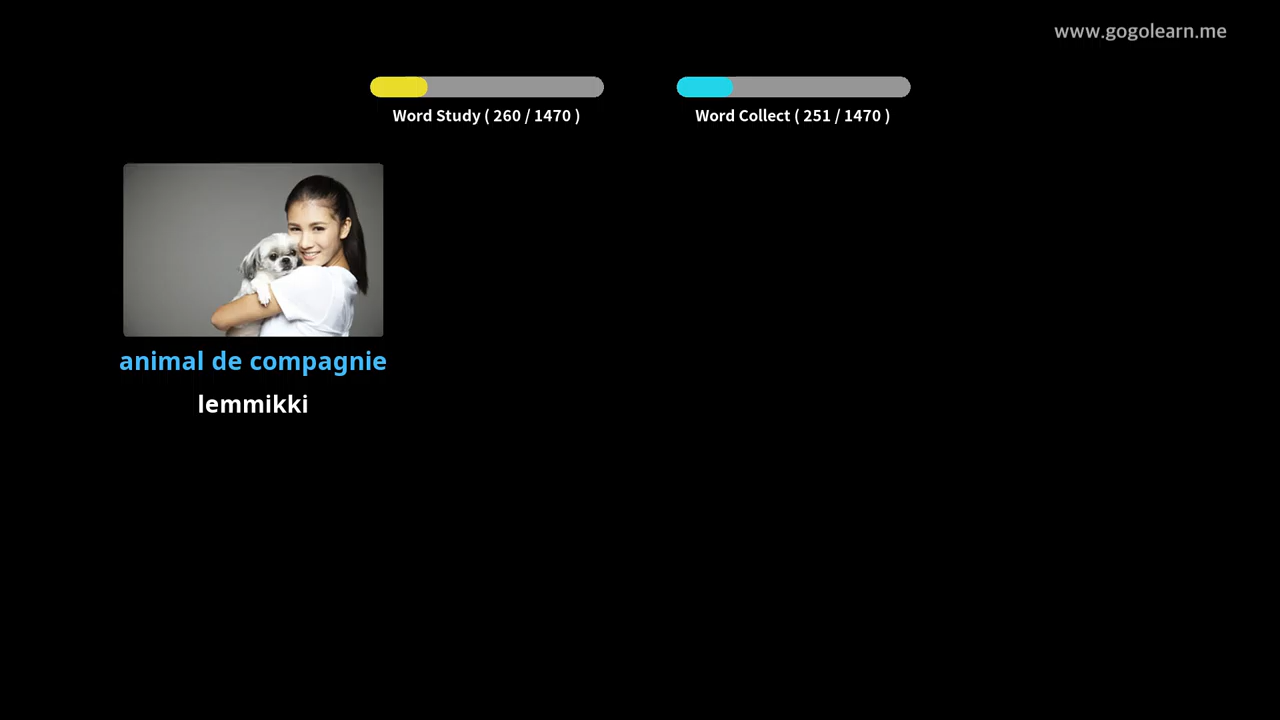 www.gogolearn.me
Word Study ( 260 / 1470 )
Word Collect ( 251 / 1470 )
animal de compagnie
lemmikki